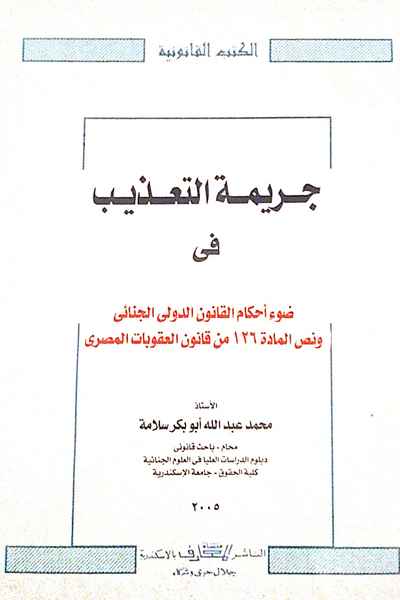 الكتب القانونية
جريمة التعذيب
فى
ضوء أحكام القانون الدولى الجنائى
ونص المادة ١٢٦ من قانون العقوبات المصرى
الأستاذ
محمد عبد الله أبو بكر سلامة
محام - باحث قانونى
دبلوم الدراسات العليا فى العلوم الجنائية
كلية الحقوق - جامعة الإسكندرية
٢٠٠٥
الناشر منشأة المعارف بالاسكندرية
جلال حزى وشركاه